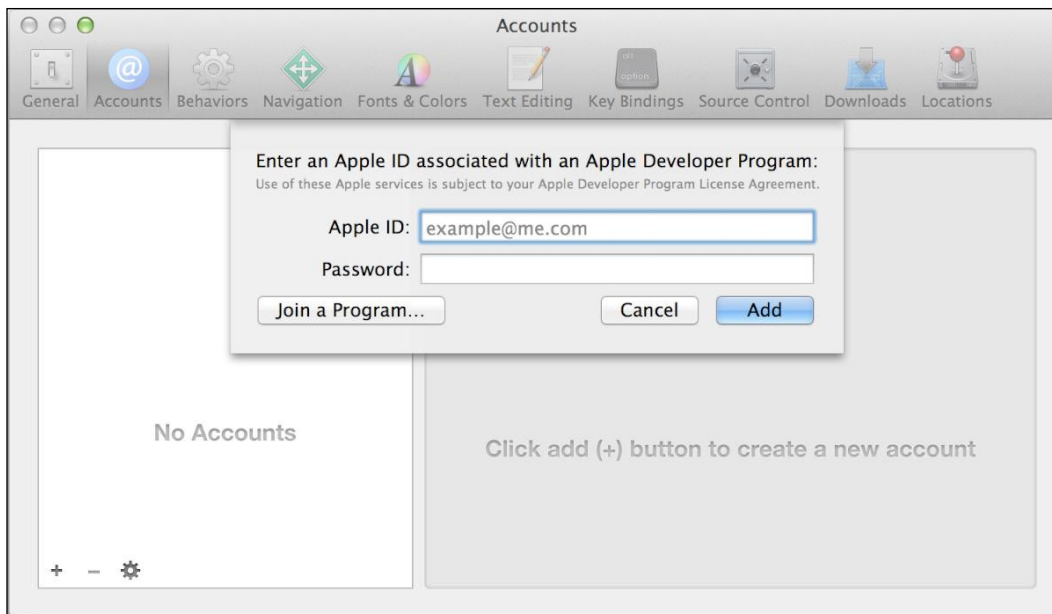 Accounts
alt
option
General Accounts Behaviors Navigation Fonts & Colors Text Editing Key Bindings Source Control Downloads Locations
Enter an Apple ID associated with an Apple Developer Program:
Use of these Apple services is subject to your Apple Developer Program License Agreement.
Apple ID: example@me.com
Password:
Join a Program... Cancel Add
No Accounts
Click add (+) button to create a new account